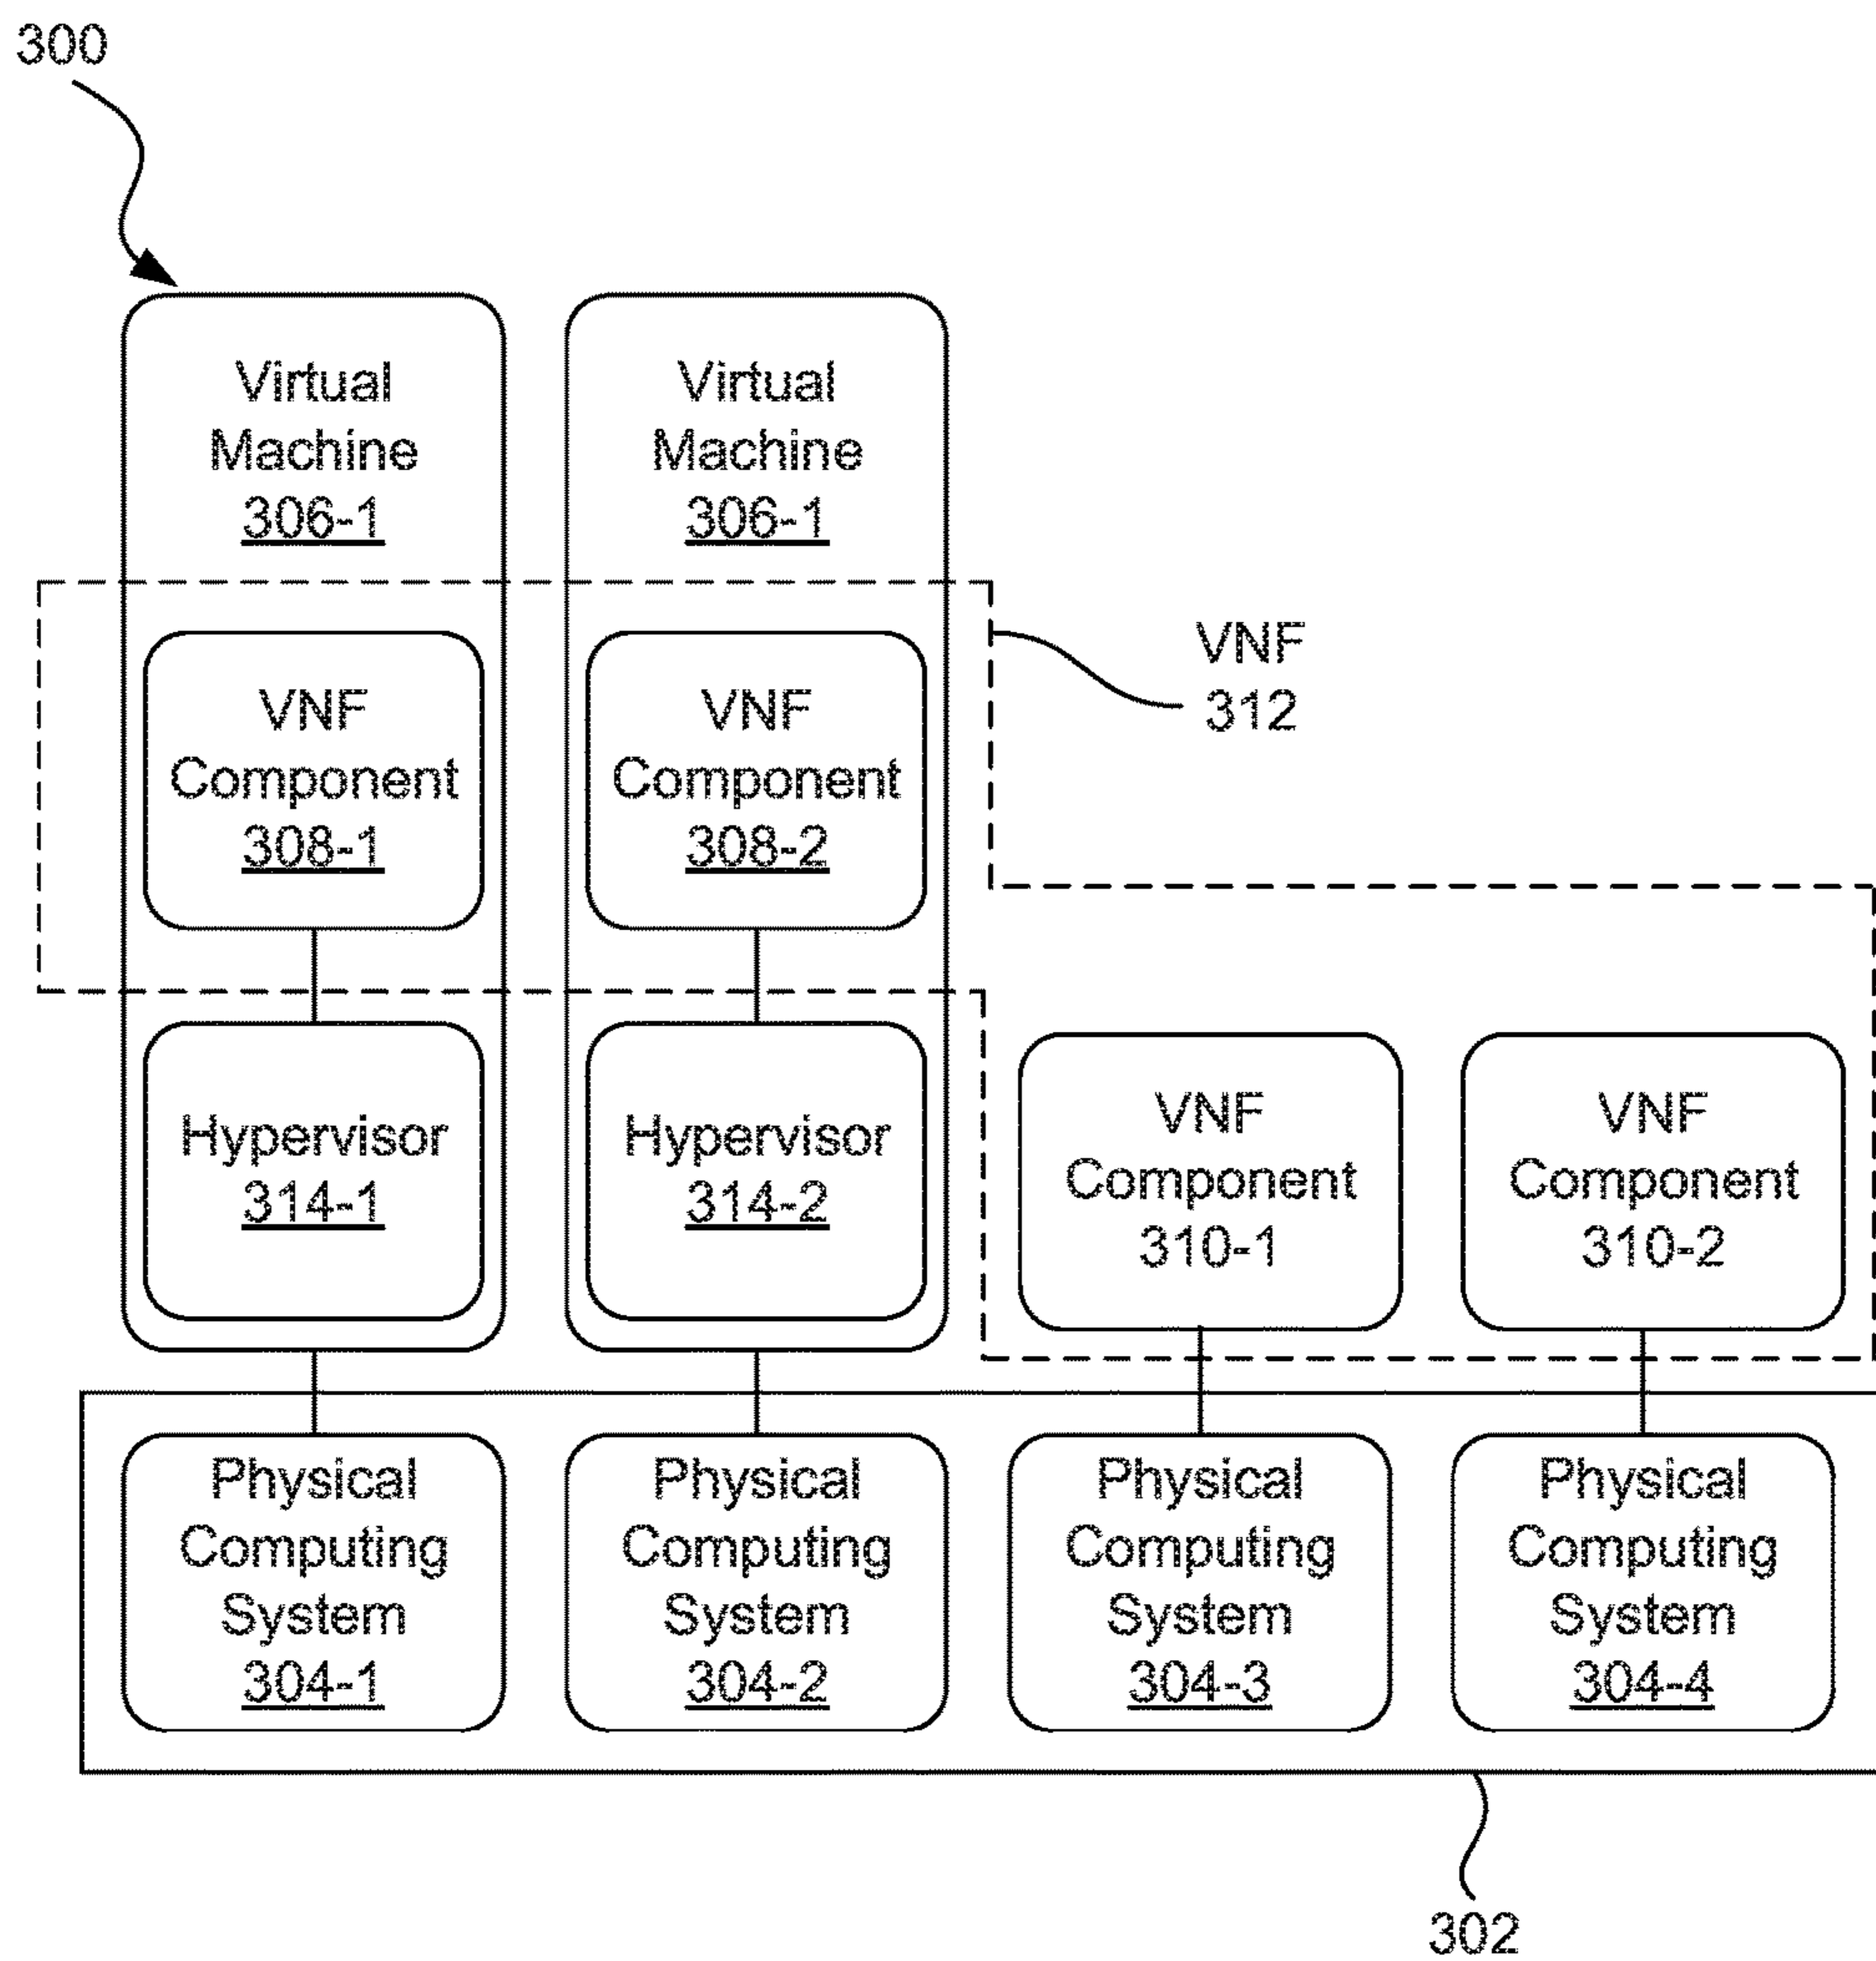 300
Virtual
Machine
306-1
Virtual
Machine
306-1
VNF
312
VNF
Component
308-1
VNF
Component
308-2
Hypervisor
314-1
Hypervisor
314-2
VNF
Component
310-1
VNF
Component
310-2
Physical
Computing
System
304-1
Physical
Computing
System
304-2
Physical
Computing
System
304-3
Physical
Computing
System
304-4
302